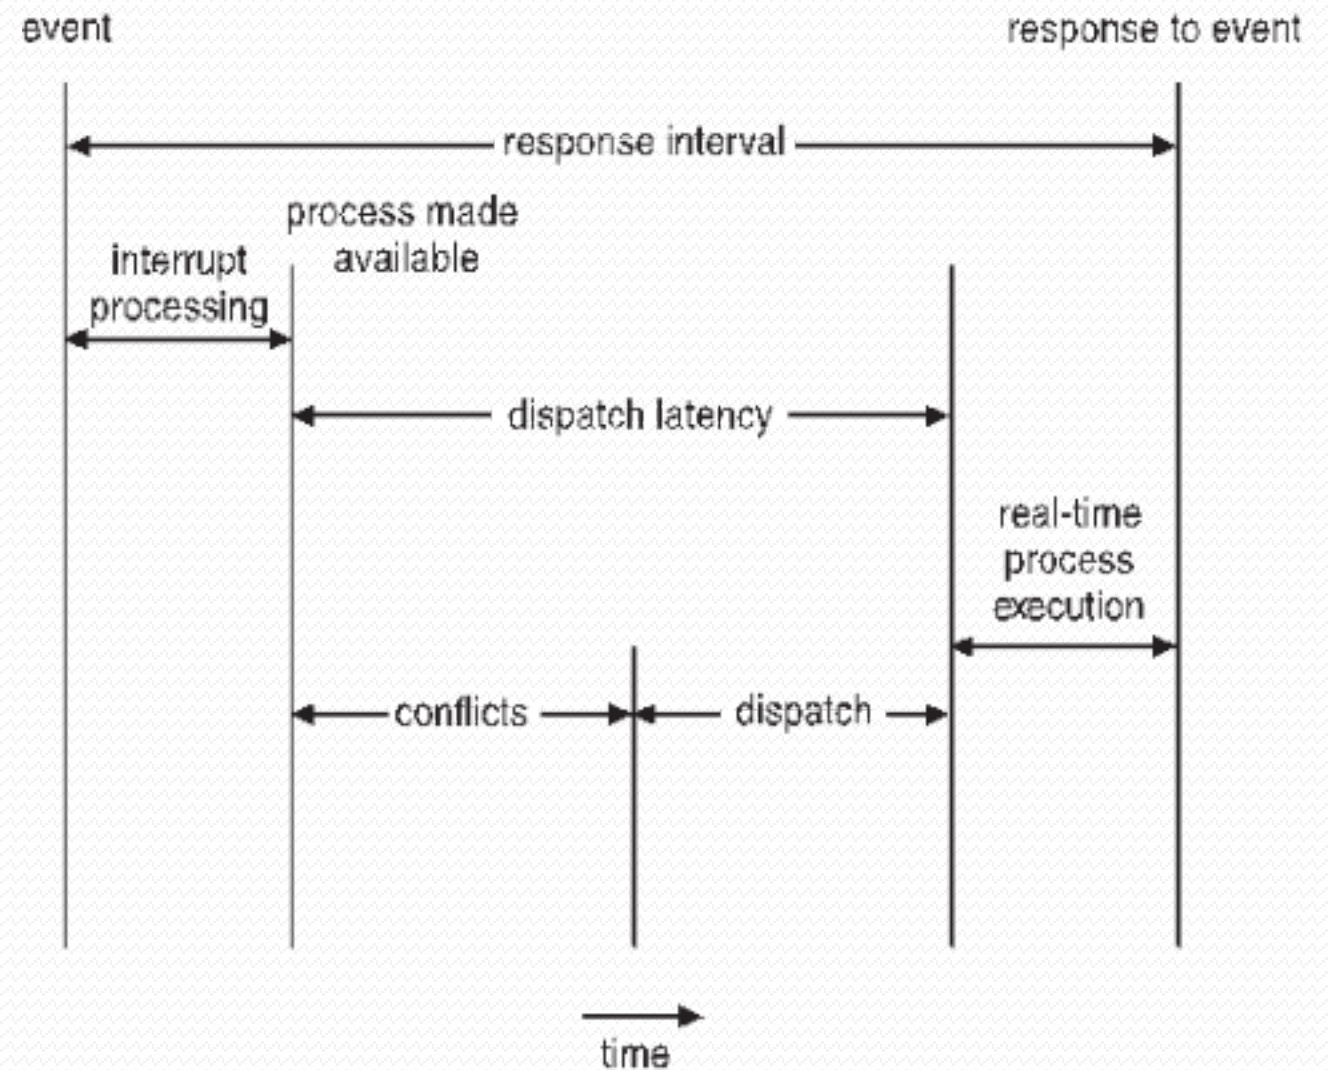 event
response to event
response interval
process made
available
interrupt
processing
dispatch latency
real-time
process
execution
conflicts
dispatch
time